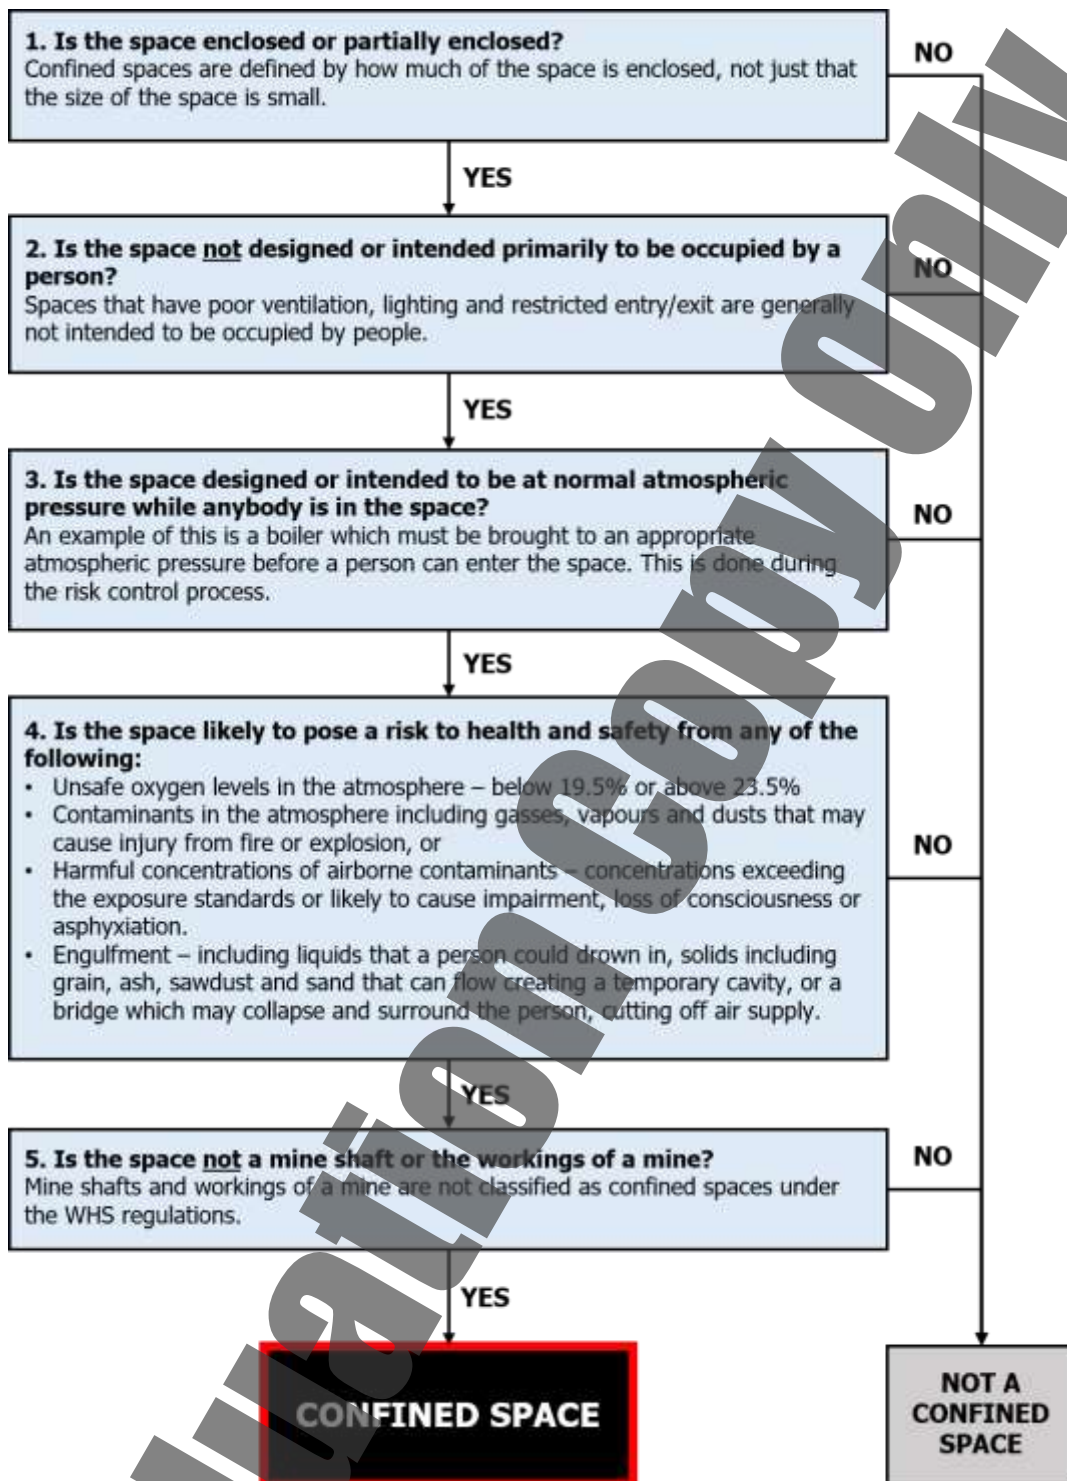 1. Is the space enclosed or partially enclosed?
Confined spaces are defined by how much of the space is enclosed, not just that
the size of the space is small.
NO
YES
2. Is the space not designed or intended primarily to be occupied by a
person?
Spaces that have poor ventilation, lighting and restricted entry/exit are generally
not intended to be occupied by people.
NO
YES
3. Is the space designed or intended to be at normal atmospheric
pressure while anybody is in the space?
An example of this is a boiler which must be brought to an appropriate
atmospheric pressure before a person can enter the space. This is done during
the risk control process.
NO
YES
4. Is the space likely to pose a risk to health and safety from any of the
following:
• Unsafe oxygen levels in the atmosphere – below 19.5% or above 23.5%
• Contaminants in the atmosphere including gasses, vapours and dusts that may
cause injury from fire or explosion, or
• Harmful concentrations of airborne contaminants – concentrations exceeding
the exposure standards or likely to cause impairment, loss of consciousness or
asphyxiation.
• Engulfment – including liquids that a person could drown in, solids including
grain, ash, sawdust and sand that can flow creating a temporary cavity, or a
bridge which may collapse and surround the person, cutting off air supply.
NO
YES
5. Is the space not a mine shaft or the workings of a mine?
Mine shafts and workings of a mine are not classified as confined spaces under
the WHS regulations.
NO
YES
CONFINED SPACE
NOT A
CONFINED
SPACE
uation Copy Only